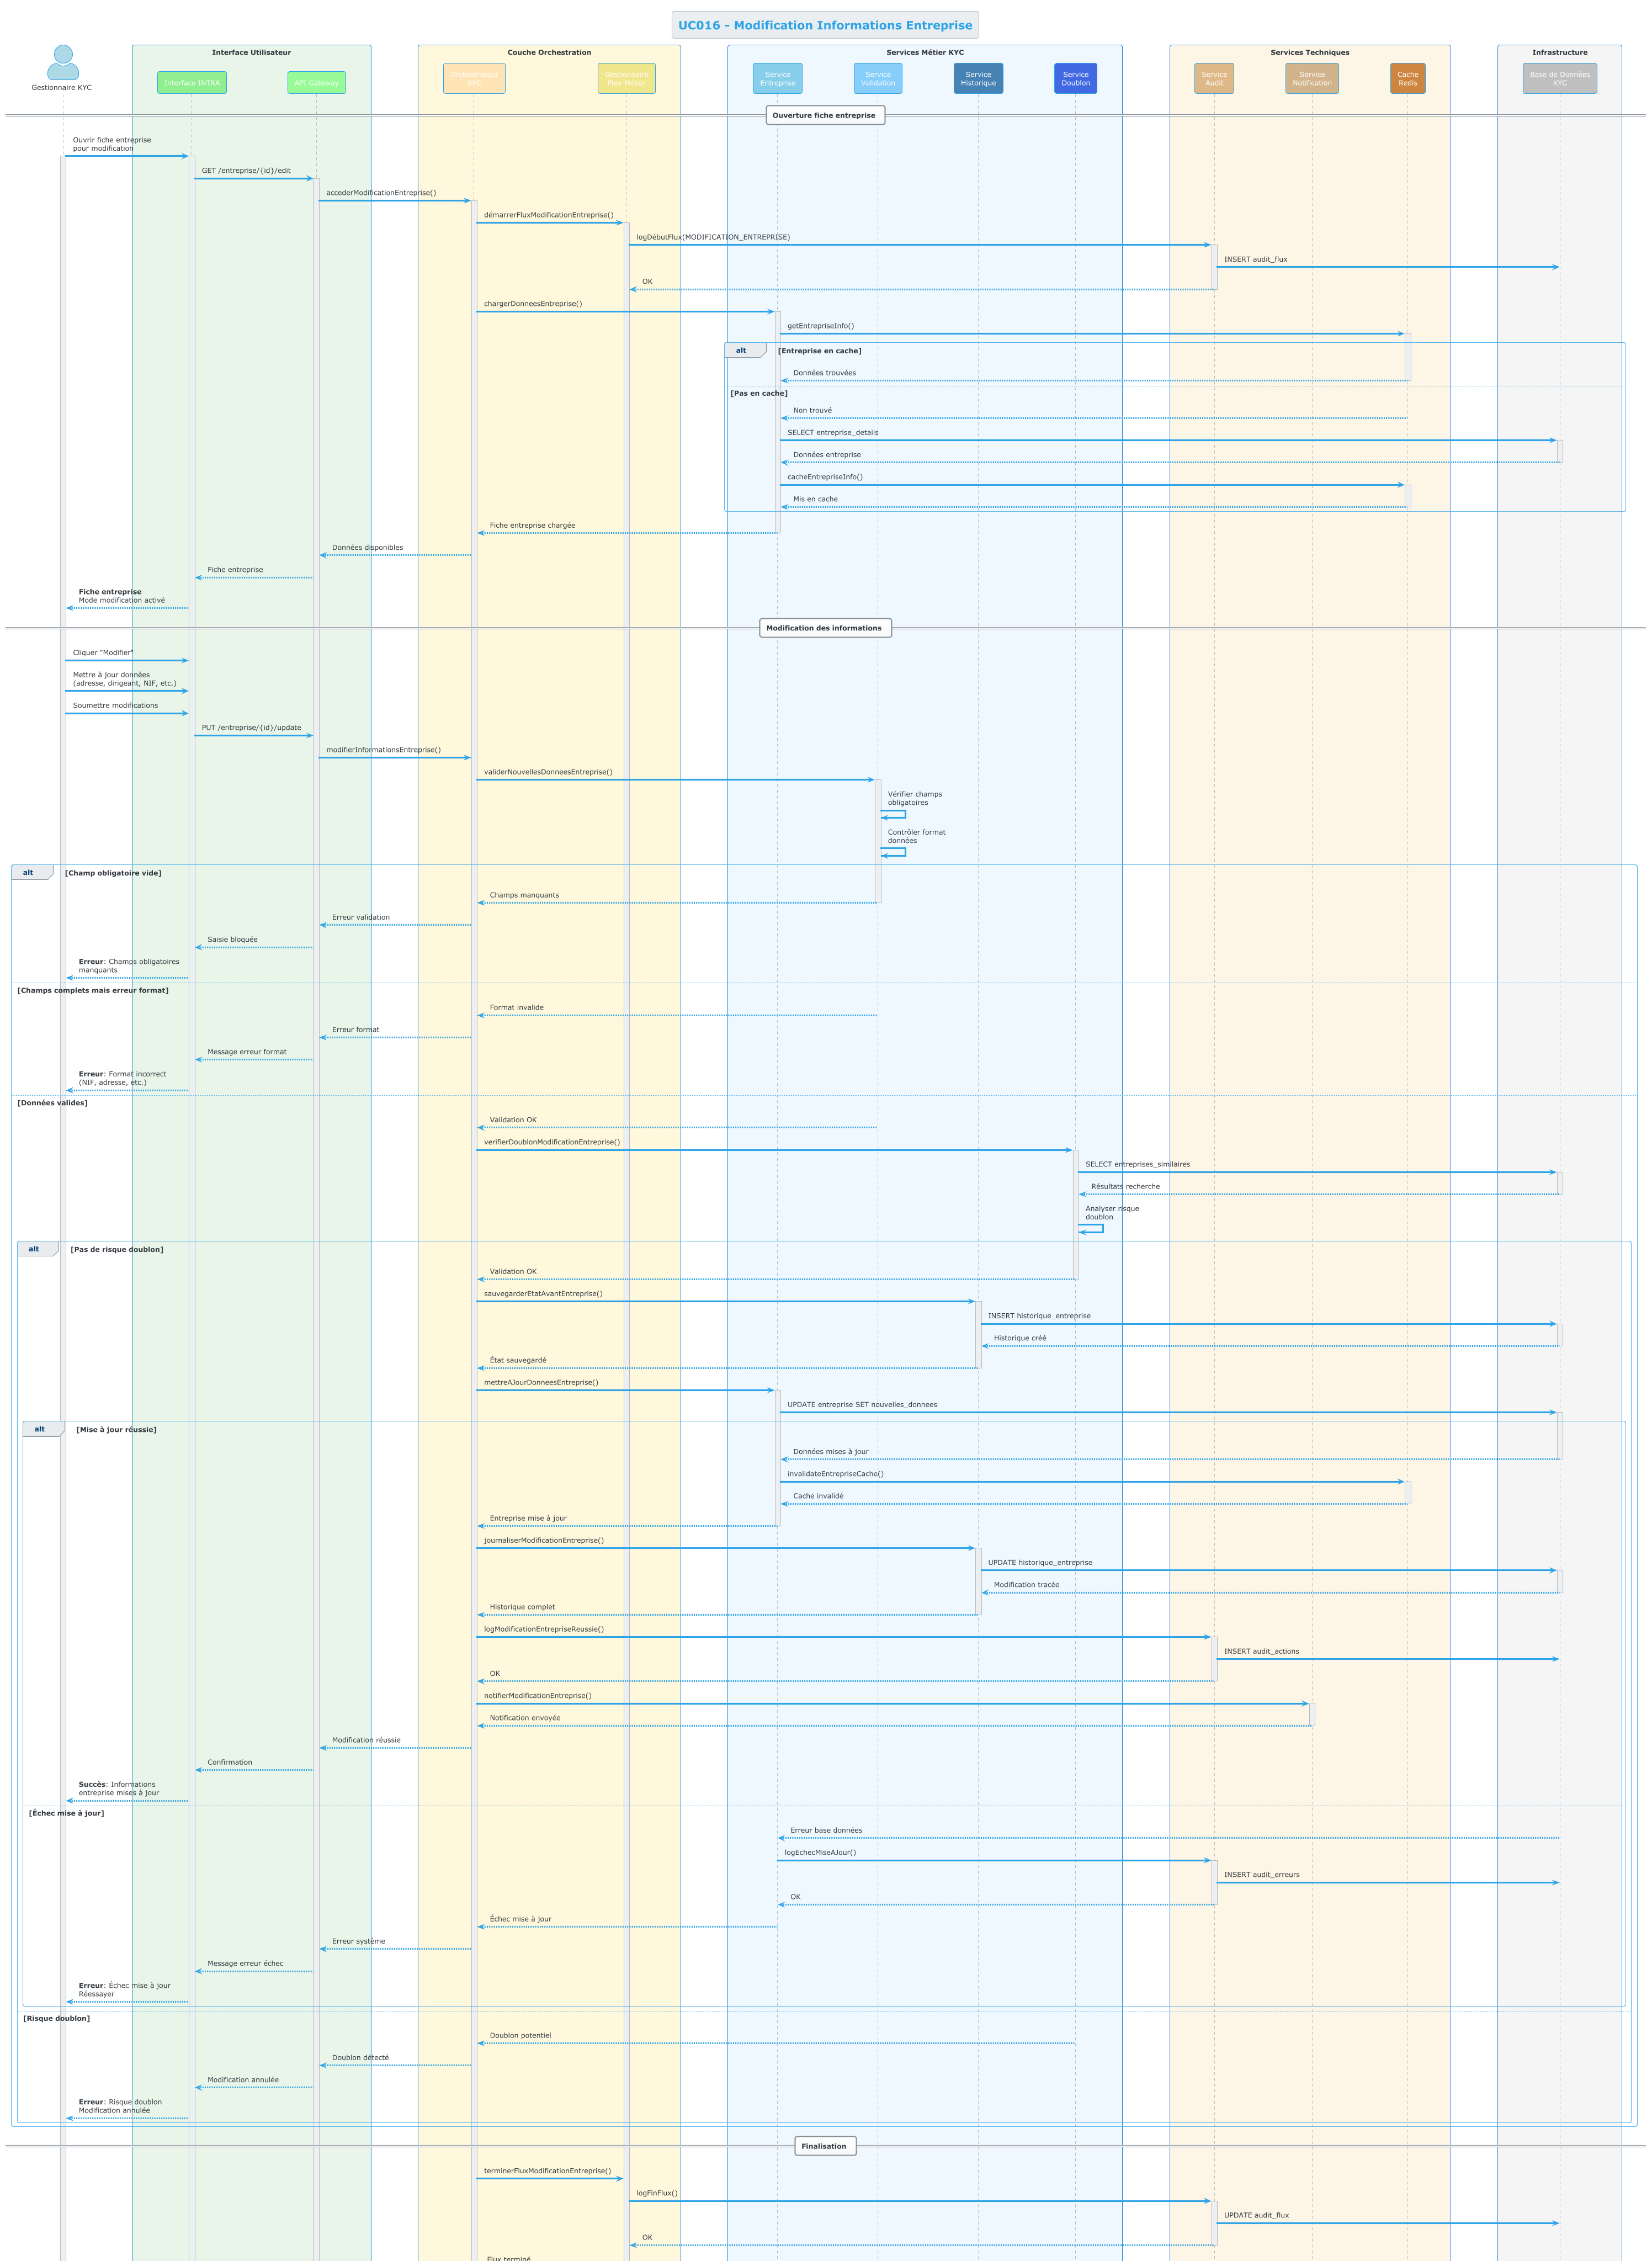 UC016 - Modification Informations Entreprise
Interface Utilisateur
Couche Orchestration
Services Métier KYC
Services Techniques
Infrastructure
Gestionnaire KYC
Interface INTRA
API Gateway
Orchestrateur
KYC
Gestionnaire
Flux Métier
Service
Entreprise
Service
Validation
Service
Historique
Service
Doublon
Service
Audit
Service
Notification
Cache
Redis
Base de Données
KYC
Ouverture fiche entreprise
Ouvrir fiche entreprise
pour modification
GET /entreprise/{id}/edit
accederModificationEntreprise()
démarrerFluxModificationEntreprise()
logDébutFlux(MODIFICATION_ENTREPRISE)
INSERT audit_flux
OK
chargerDonneesEntreprise()
getEntrepriseInfo()
alt
[Entreprise en cache]
Données trouvées
[Pas en cache]
Non trouvé
SELECT entreprise_details
Données entreprise
cacheEntrepriseInfo()
Mis en cache
Fiche entreprise chargée
Données disponibles
Fiche entreprise
Fiche entreprise
Mode modification activé
Modification des informations
Cliquer "Modifier"
Mettre à jour données
(adresse, dirigeant, NIF, etc.)
Soumettre modifications
PUT /entreprise/{id}/update
modifierInformationsEntreprise()
validerNouvellesDonneesEntreprise()
Vérifier champs
obligatoires
Contrôler format
données
alt
[Champ obligatoire vide]
Champs manquants
Erreur validation
Saisie bloquée
Erreur: Champs obligatoires
manquants
[Champs complets mais erreur format]
Format invalide
Erreur format
Message erreur format
Erreur: Format incorrect
(NIF, adresse, etc.)
[Données valides]
Validation OK
verifierDoublonModificationEntreprise()
SELECT entreprises_similaires
Résultats recherche
Analyser risque
doublon
alt
[Pas de risque doublon]
Validation OK
sauvegarderEtatAvantEntreprise()
INSERT historique_entreprise
Historique créé
État sauvegardé
mettreAJourDonneesEntreprise()
UPDATE entreprise SET nouvelles_donnees
alt
[Mise à jour réussie]
Données mises à jour
invalidateEntrepriseCache()
Cache invalidé
Entreprise mise à jour
journaliserModificationEntreprise()
UPDATE historique_entreprise
Modification tracée
Historique complet
logModificationEntrepriseReussie()
INSERT audit_actions
OK
notifierModificationEntreprise()
Notification envoyée
Modification réussie
Confirmation
Succès: Informations
entreprise mises à jour
[Échec mise à jour]
Erreur base données
logEchecMiseAJour()
INSERT audit_erreurs
OK
Échec mise à jour
Erreur système
Message erreur échec
Erreur: Échec mise à jour
Réessayer
[Risque doublon]
Doublon potentiel
Doublon détecté
Modification annulée
Erreur: Risque doublon
Modification annulée
Finalisation
terminerFluxModificationEntreprise()
logFinFlux()
UPDATE audit_flux
OK
Flux terminé